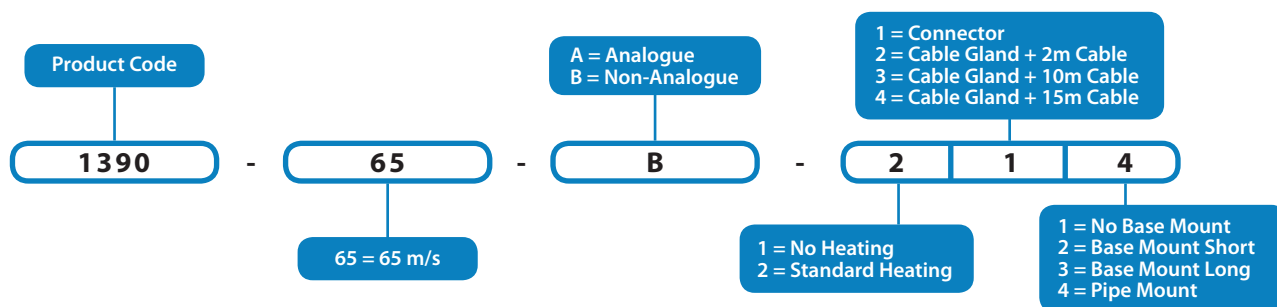 Product Code
A = Analogue
B = Non-Analogue
1 = Connector
2 = Cable Gland + 2m Cable
3 = Cable Gland + 10m Cable
4 = Cable Gland + 15m Cable
1390 - 65 - B - 2 1 4
65 = 65 m/s
1 = No Heating
2 = Standard Heating
1 = No Base Mount
2 = Base Mount Short
3 = Base Mount Long
4 = Pipe Mount